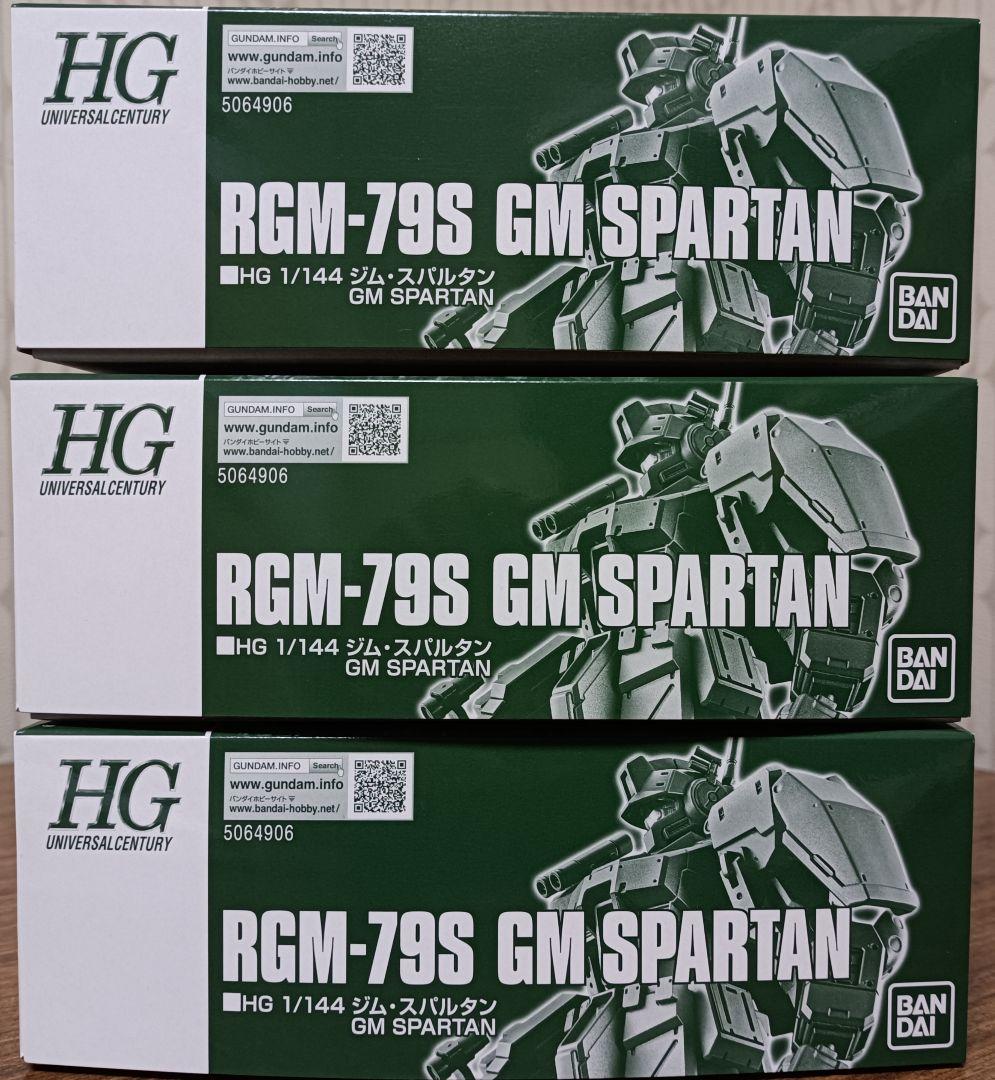 HG
UNIVERSALCENTURY
GUNDAM.INFO Search
www.gundam.info
バンダイホビーサイト
www.bandai-hobby.net/
5064906
RGM-79S GM SPARTAN
■HG 1/144 ジム・スパルタン
GM SPARTAN
BAN
DAI
HG
UNIVERSALCENTURY
GUNDAM.INFO Search
www.gundam.info
バンダイホビーサイト
www.bandai-hobby.net/
5064906
RGM-79S GM SPARTAN
■HG 1/144 ジム・スパルタン
GM SPARTAN
BAN
DAI
HG
UNIVERSALCENTURY
GUNDAM.INFO Search
www.gundam.info
バンダイホビーサイト
www.bandai-hobby.net/
5064906
RGM-79S GM SPARTAN
■HG 1/144 ジム・スパルタン
GM SPARTAN
BAN
DAI